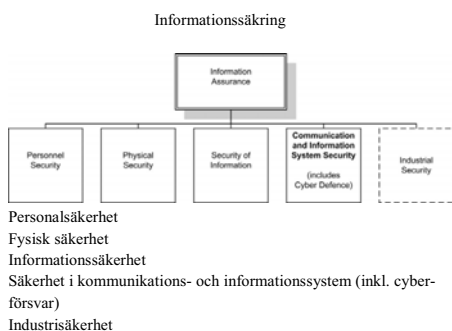 Informationssäkring
Information
Assurance
Personnel
Security
Physical
Security
Security of
Information
Communication
and Information
System Security
(includes
Cyber Defence)
Industrial
Security
Personalsäkerhet
Fysisk säkerhet
Informationssäkerhet
Säkerhet i kommunikations- och informationssystem (inkl. cyber-
försvar)
Industrisäkerhet